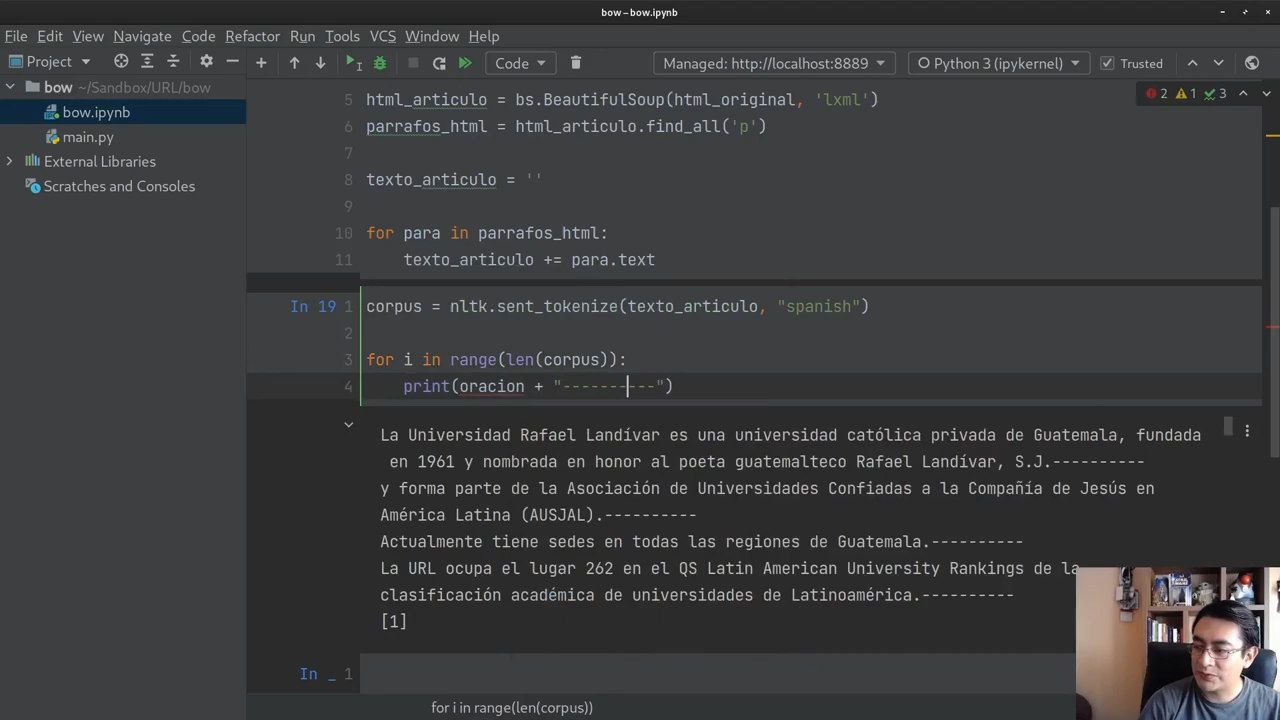 bow – bow.ipynb
File Edit View Navigate Code Refactor Run Tools VCS Window Help
Project Code Managed: http://localhost:8889 Python 3 (ipykernel) Trusted
bow ~/Sandbox/URL/bow
bow.ipynb
main.py
External Libraries
Scratches and Consoles
2 1 3
5 html_articulo = bs.BeautifulSoup(html_original, 'lxml')
6 parrafos_html = html_articulo.find_all('p')
7
8 texto_articulo = ''
9
10 for para in parrafos_html:
11 texto_articulo += para.text
In 19 1 corpus = nltk.sent_tokenize(texto_articulo, "spanish")
2
3 for i in range(len(corpus)):
4 print(oracion + "----------")
La Universidad Rafael Landívar es una universidad católica privada de Guatemala, fundada
en 1961 y nombrada en honor al poeta guatemalteco Rafael Landívar, S.J.----------
y forma parte de la Asociación de Universidades Confiadas a la Compañía de Jesús en
América Latina (AUSJAL).----------
Actualmente tiene sedes en todas las regiones de Guatemala.----------
La URL ocupa el lugar 262 en el QS Latin American University Rankings de la
clasificación académica de universidades de Latinoamérica.----------
[1]
In _ 1
for i in range(len(corpus))